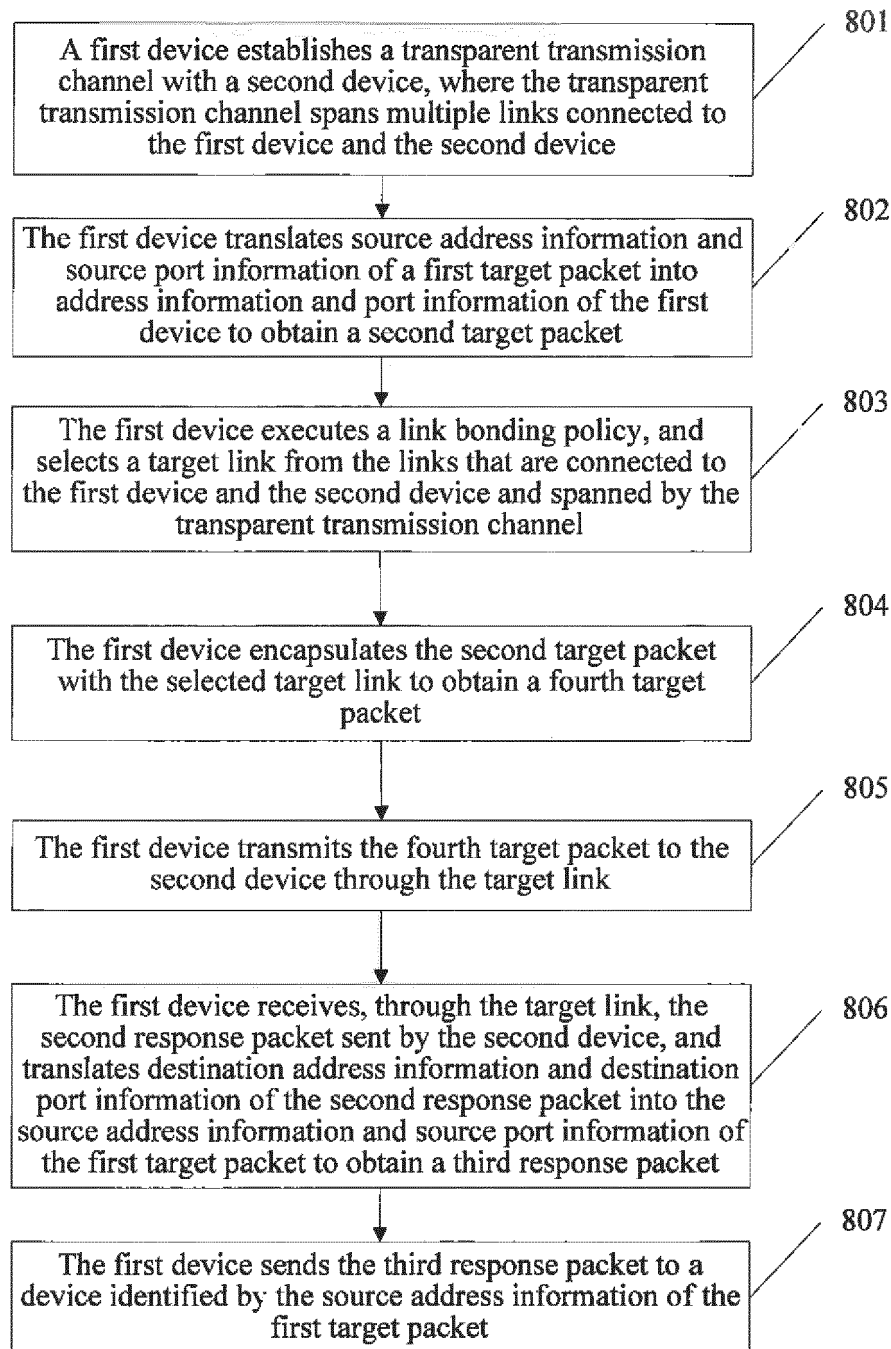 801
A first device establishes a transparent transmission
channel with a second device, where the transparent
transmission channel spans multiple links connected to
the first device and the second device
802
The first device translates source address information and
source port information of a first target packet into
address information and port information of the first
device to obtain a second target packet
803
The first device executes a link bonding policy, and
selects a target link from the links that are connected to
the first device and the second device and spanned by the
transparent transmission channel
804
The first device encapsulates the second target packet
with the selected target link to obtain a fourth target
packet
805
The first device transmits the fourth target packet to the
second device through the target link
806
The first device receives, through the target link, the
second response packet sent by the second device, and
translates destination address information and destination
port information of the second response packet into the
source address information and source port information of
the first target packet to obtain a third response packet
807
The first device sends the third response packet to a
device identified by the source address information of the
first target packet